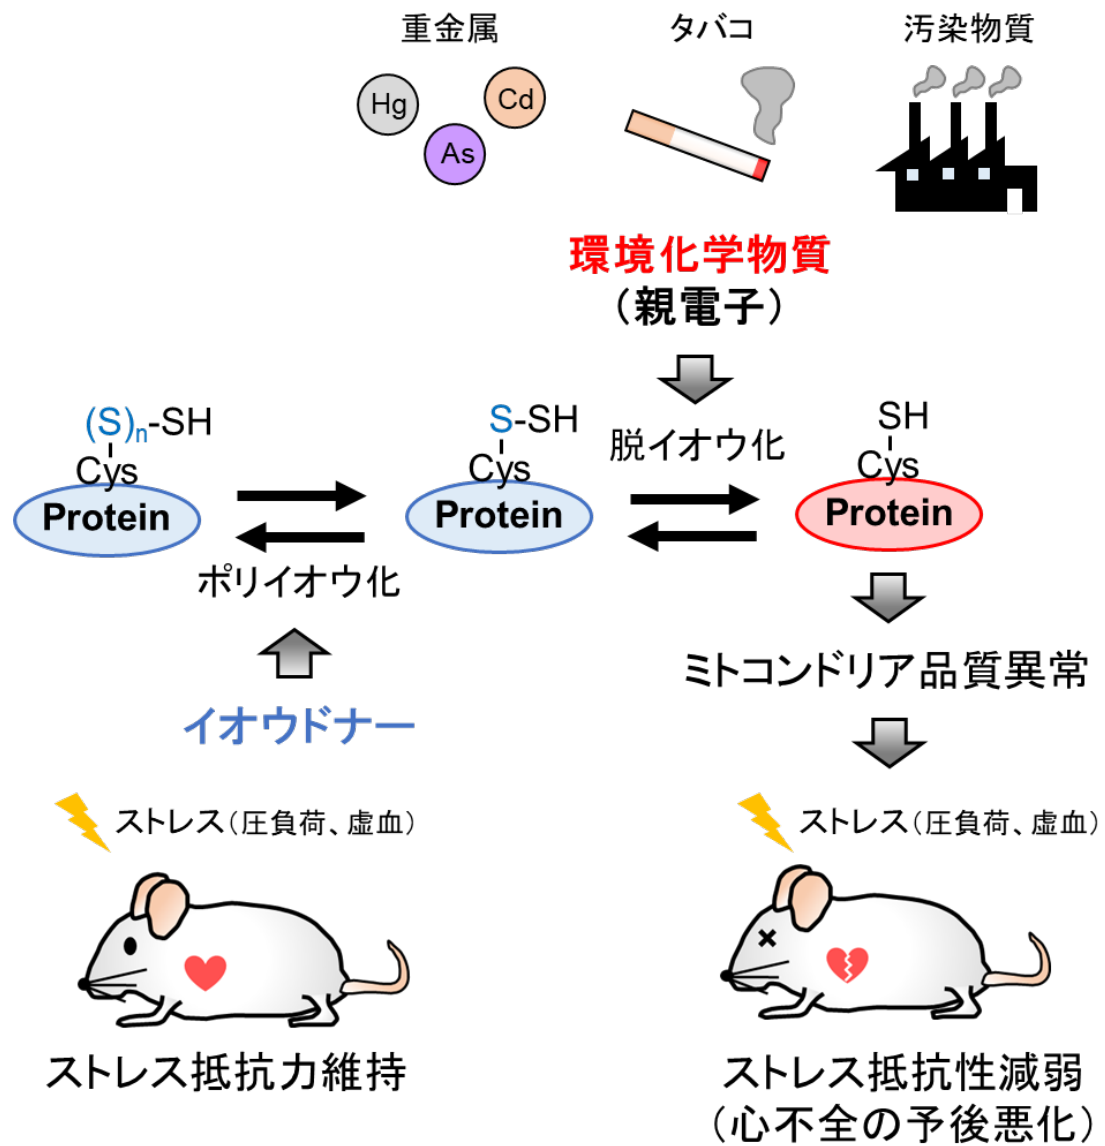 重金属
タバコ
汚染物質
Hg
Cd
As
環境化学物質
（親電子）
(S)n-SH
Cys
Protein
S-SH
Cys
Protein
脱イオウ化
SH
Cys
Protein
ポリイオウ化
イオウドナー
ミトコンドリア品質異常
ストレス（圧負荷、虚血）
ストレス（圧負荷、虚血）
ストレス抵抗力維持
ストレス抵抗性減弱
（心不全の予後悪化）